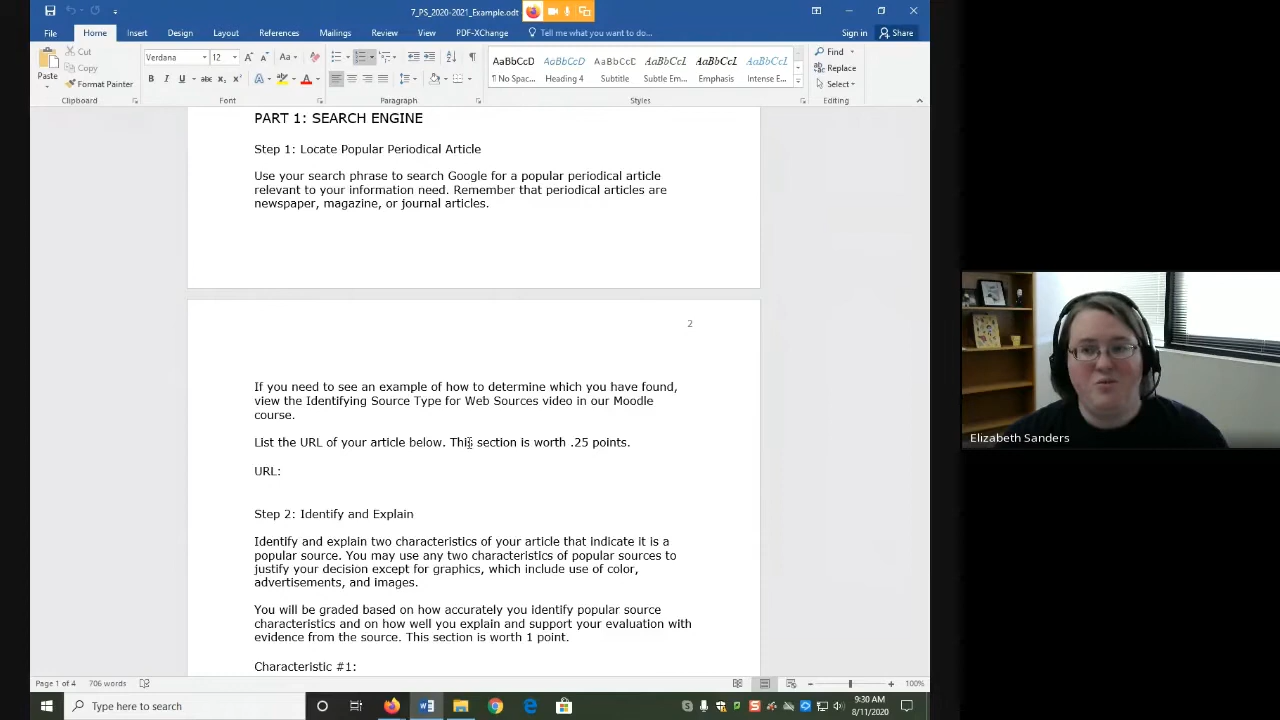 7_PS_2020-2021_Example.odt
File
Home
Insert
Design
Layout
References
Mailings
Review
View
PDF-XChange
Tell me what you want to do...
Sign in
Share
Paste
Cut
Copy
Format Painter
Clipboard
Verdana
12
Font
Paragraph
AaBbCcD
AaBbCcD
AaBbCcD
AaBbCcL
AaBbCcL
AaBbCcL
¶ No Spac...
Heading 4
Subtitle
Subtle Em...
Emphasis
Intense E...
Styles
Find
Replace
Select
Editing
PART 1: SEARCH ENGINE
Step 1: Locate Popular Periodical Article
Use your search phrase to search Google for a popular periodical article
relevant to your information need. Remember that periodical articles are
newspaper, magazine, or journal articles.
2
If you need to see an example of how to determine which you have found,
view the Identifying Source Type for Web Sources video in our Moodle
course.
List the URL of your article below. This section is worth .25 points.
URL:
Step 2: Identify and Explain
Identify and explain two characteristics of your article that indicate it is a
popular source. You may use any two characteristics of popular sources to
justify your decision except for graphics, which include use of color,
advertisements, and images.
You will be graded based on how accurately you identify popular source
characteristics and on how well you explain and support your evaluation with
evidence from the source. This section is worth 1 point.
Characteristic #1:
Elizabeth Sanders
Page 1 of 4
706 words
100%
Type here to search
9:30 AM
8/11/2020